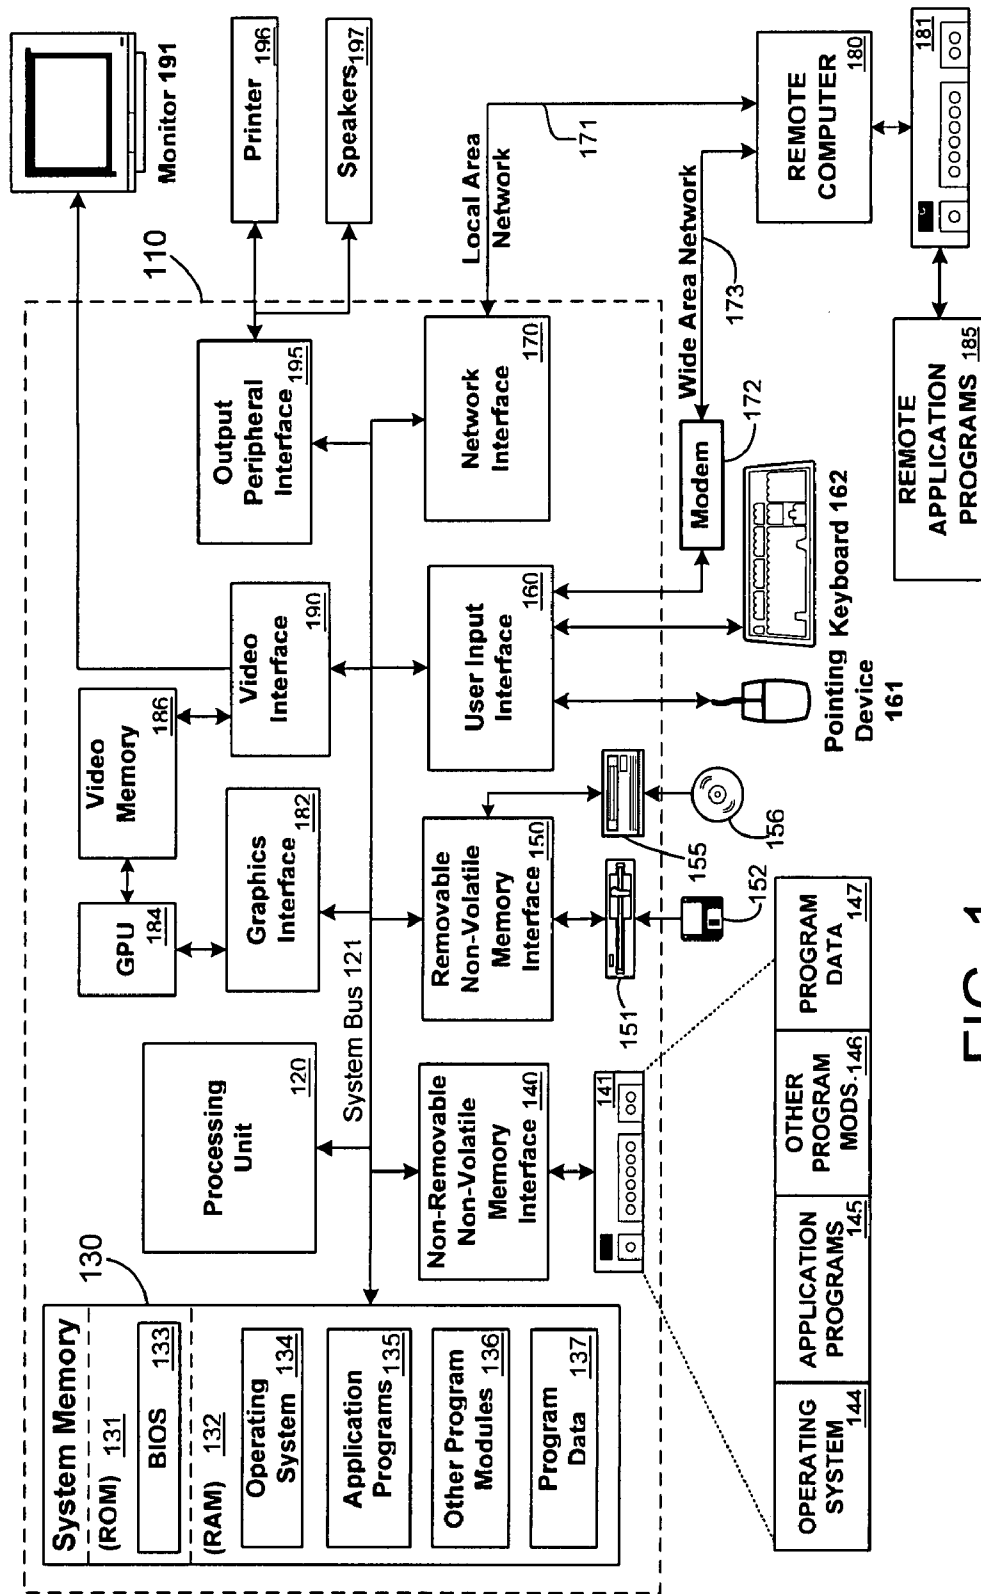 System Memory
130
(ROM) 131
BIOS 133
(RAM) 132
Operating
System 134
Application
Programs 135
Other Program
Modules 136
Program
Data 137
Processing
Unit
120
System Bus 121
GPU
184
Video
Memory
186
Graphics
Interface
182
Video
Interface
190
Output
Peripheral
Interface
195
110
Monitor 191
Printer
196
Speakers
197
Non-Removable
Non-Volatile
Memory
Interface 140
Removable
Non-Volatile
Memory
Interface 150
User Input
Interface
160
Network
Interface
170
Local Area
Network
171
141
151
152
155
156
Pointing
Device
161
Keyboard 162
Modem
172
Wide Area Network
173
REMOTE
COMPUTER
180
181
REMOTE
APPLICATION
PROGRAMS 185
OPERATING
SYSTEM 144
APPLICATION
PROGRAMS 145
OTHER
PROGRAM
MODS. 146
PROGRAM
DATA 147